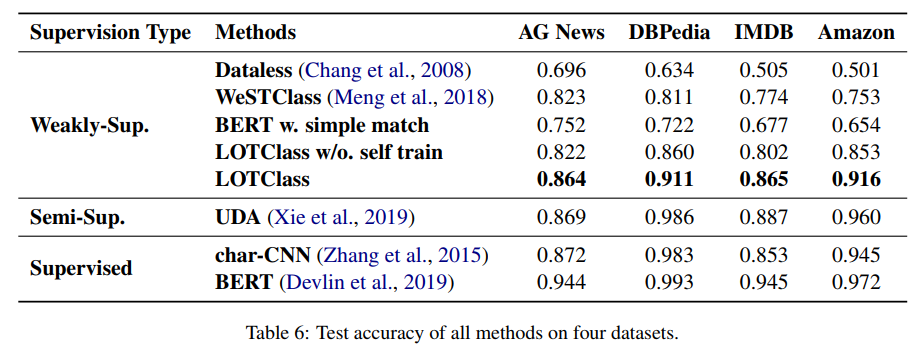 Supervision Type Methods AG News DBPedia IMDB Amazon
Dataless (Chang et al., 2008) 0.696 0.634 0.505 0.501
WeSTClass (Meng et al., 2018) 0.823 0.811 0.774 0.753
Weakly-Sup. BERT w. simple match 0.752 0.722 0.677 0.654
LOTClass w/o. self train 0.822 0.860 0.802 0.853
LOTClass 0.864 0.911 0.865 0.916
Semi-Sup. UDA (Xie et al., 2019) 0.869 0.986 0.887 0.960
char-CNN (Zhang et al., 2015) 0.872 0.983 0.853 0.945
Supervised
BERT (Devlin et al., 2019) 0.944 0.993 0.945 0.972
Table 6: Test accuracy of all methods on four datasets.